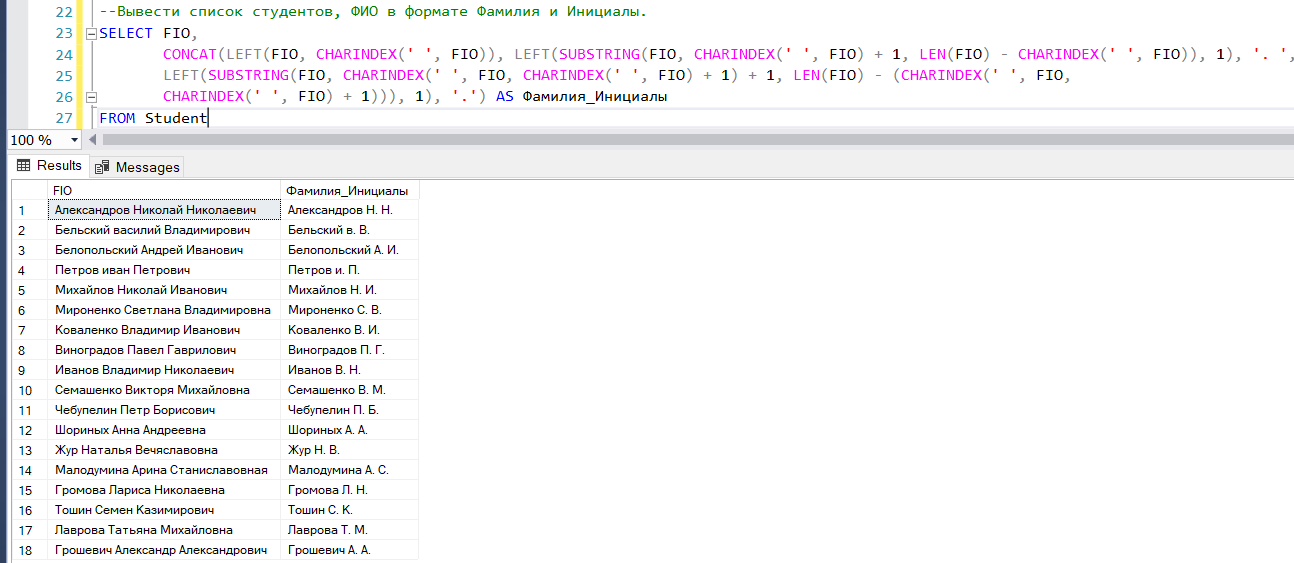 22 --Вывести список студентов, ФИО в формате Фамилия и Инициалы.
23 SELECT FIO,
24 CONCAT(LEFT(FIO, CHARINDEX(' ', FIO)), LEFT(SUBSTRING(FIO, CHARINDEX(' ', FIO) + 1, LEN(FIO) - CHARINDEX(' ', FIO)), 1), '. ',
25 LEFT(SUBSTRING(FIO, CHARINDEX(' ', FIO, CHARINDEX(' ', FIO) + 1) + 1, LEN(FIO) - (CHARINDEX(' ', FIO,
26 CHARINDEX(' ', FIO) + 1))), 1), '.') AS Фамилия_Инициалы
27 FROM Student
100 %
Results Messages
FIO Фамилия_Инициалы
1 Александров Николай Николаевич Александров Н. Н.
2 Бельский василий Владимирович Бельский в. В.
3 Белопольский Андрей Иванович Белопольский А. И.
4 Петров иван Петрович Петров и. П.
5 Михайлов Николай Иванович Михайлов Н. И.
6 Мироненко Светлана Владимировна Мироненко С. В.
7 Коваленко Владимир Иванович Коваленко В. И.
8 Виноградов Павел Гаврилович Виноградов П. Г.
9 Иванов Владимир Николаевич Иванов В. Н.
10 Семашенко Викторя Михайловна Семашенко В. М.
11 Чебупелин Петр Борисович Чебупелин П. Б.
12 Шориных Анна Андреевна Шориных А. А.
13 Жур Наталья Вечяславовна Жур Н. В.
14 Малодумина Арина Станиславовная Малодумина А. С.
15 Громова Лариса Николаевна Громова Л. Н.
16 Тошин Семен Казимирович Тошин С. К.
17 Лаврова Татьяна Михайловна Лаврова Т. М.
18 Грошевич Александр Александрович Грошевич А. А.